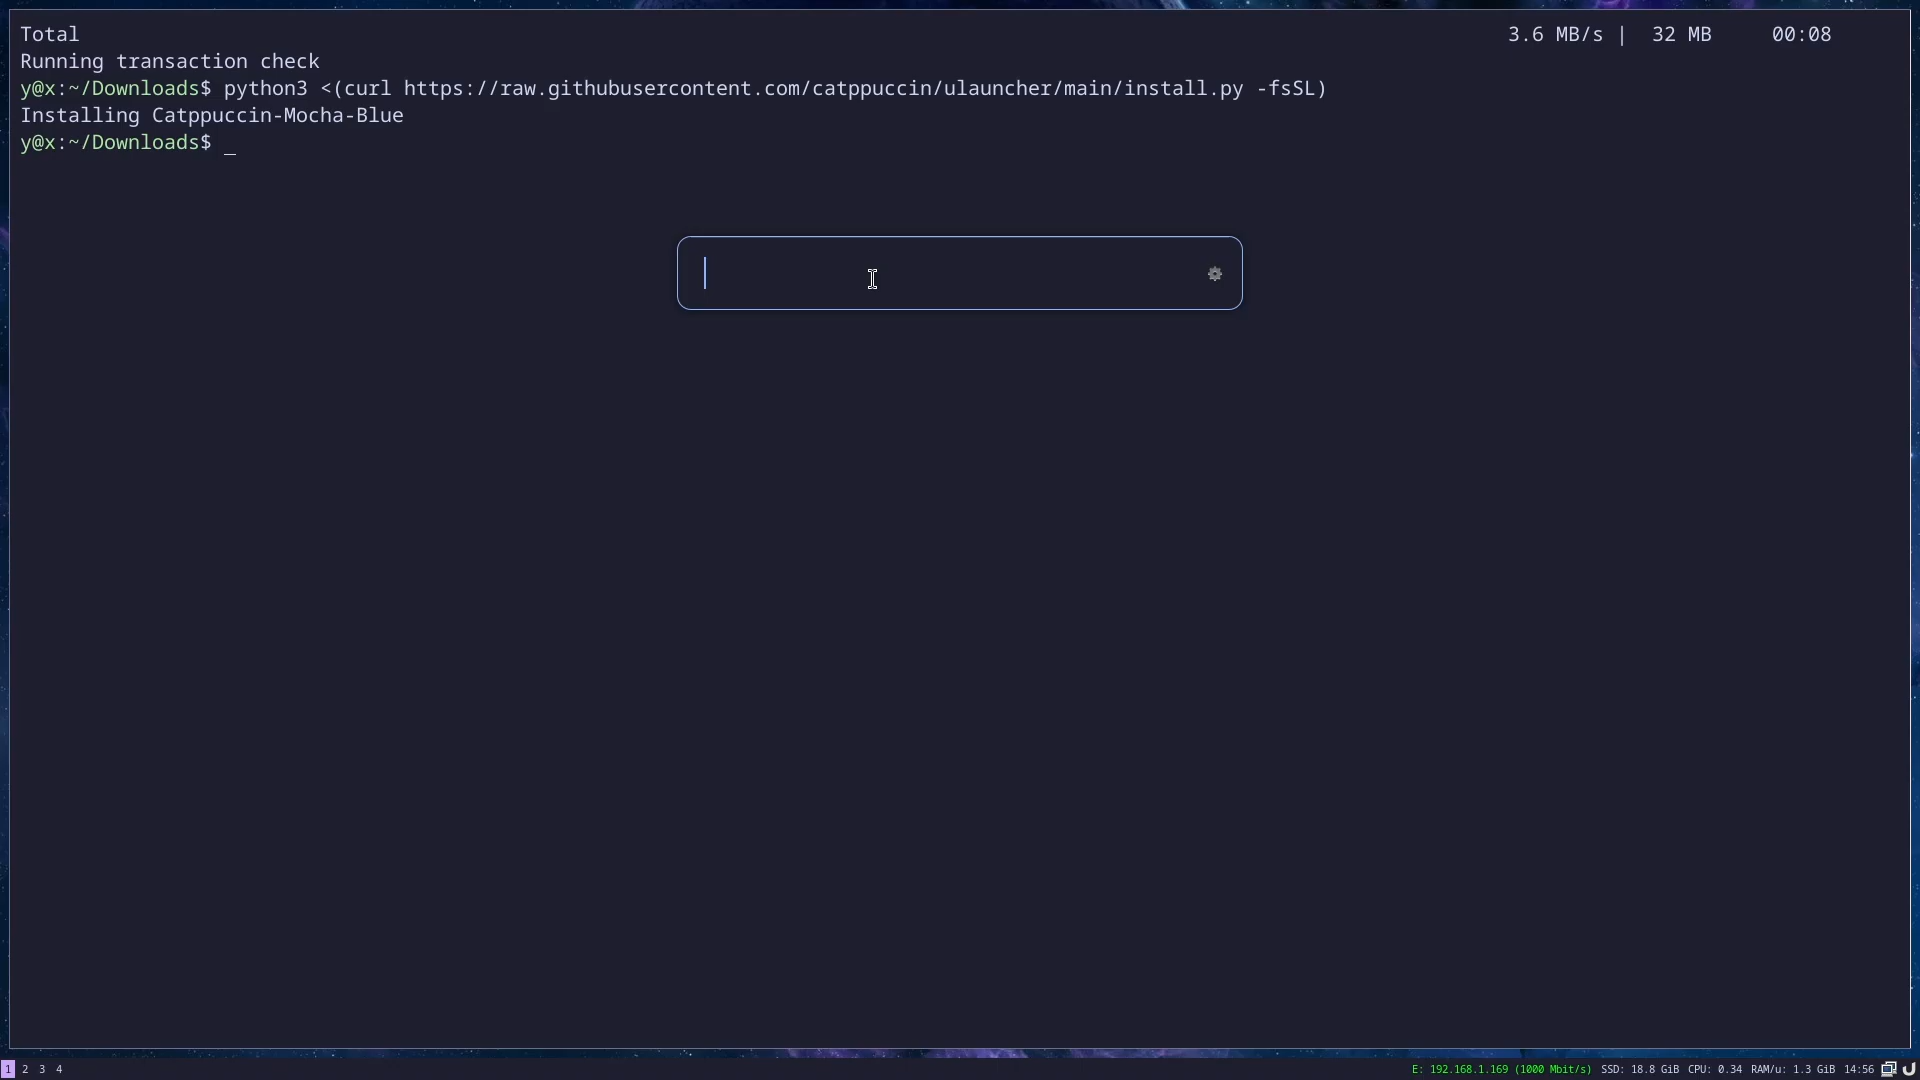 Total 3.6 MB/s | 32 MB 00:08
Running transaction check
y@x:~/Downloads$ python3 <(curl https://raw.githubusercontent.com/catppuccin/ulauncher/main/install.py -fsSL)
Installing Catppuccin-Mocha-Blue
y@x:~/Downloads$ _
1 2 3 4 E: 192.168.1.169 (1000 Mbit/s) SSD: 18.8 GiB CPU: 0.34 RAM/u: 1.3 GiB 14:56